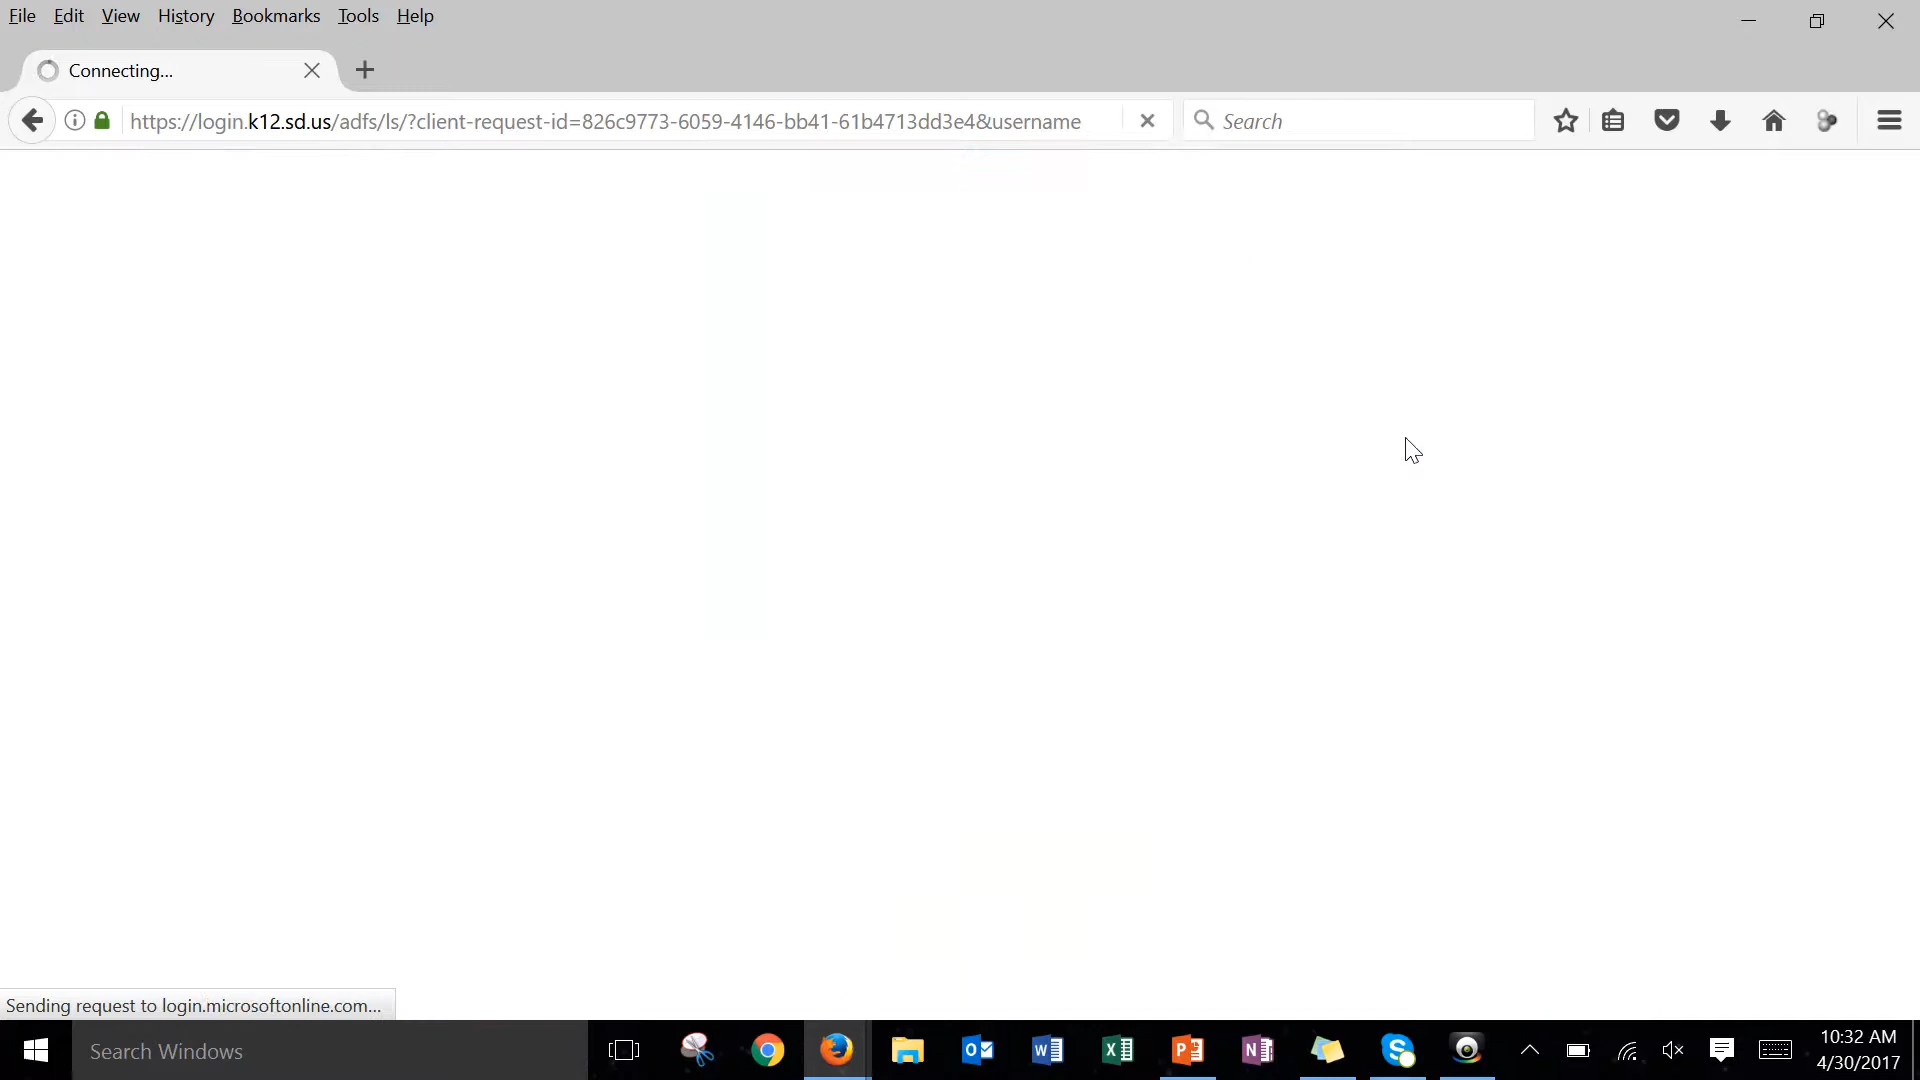 File Edit View History Bookmarks Tools Help
Connecting...
https://login.k12.sd.us/adfs/ls/?client-request-id=826c9773-6059-4146-bb41-61b4713dd3e4&username
Search
Sending request to login.microsoftonline.com...
Search Windows
10:32 AM
4/30/2017